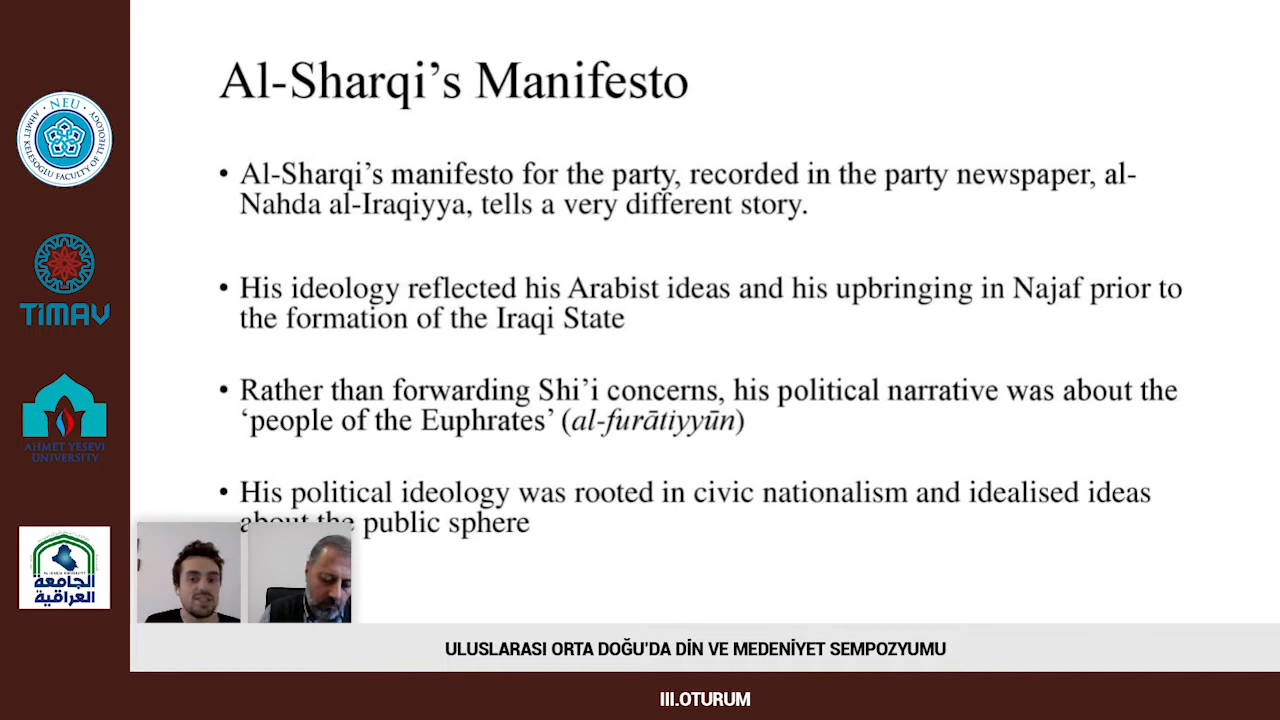 Al-Sharqi's Manifesto
• Al-Sharqi's manifesto for the party, recorded in the party newspaper, al-
Nahda al-Iraqiyya, tells a very different story.
• His ideology reflected his Arabist ideas and his upbringing in Najaf prior to
the formation of the Iraqi State
• Rather than forwarding Shi'i concerns, his political narrative was about the
'people of the Euphrates' (al-furātiyyūn)
• His political ideology was rooted in civic nationalism and idealised ideas
about the public sphere
· NEU ·
AHMET KELEŞOĞLU FACULTY OF THEOLOGY
TİMAV
AHMET YESEVI
UNIVERSITY
الجامعة
العراقية
ULUSLARASI ORTA DOĞU'DA DİN VE MEDENİYET SEMPOZYUMU
III.OTURUM